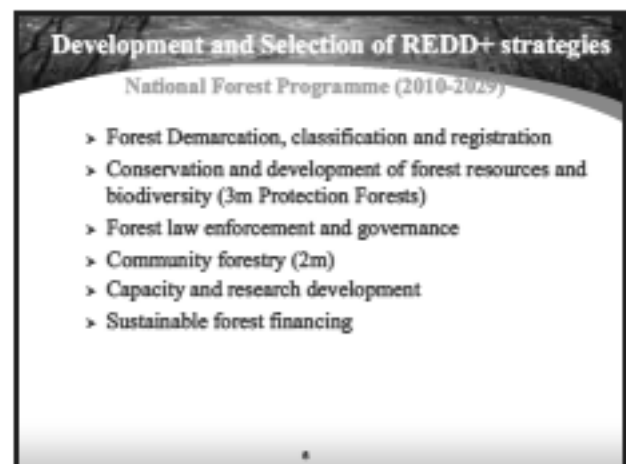 Development and Selection of REDD+ strategies
National Forest Programme (2010-2029)
➤ Forest Demarcation, classification and registration
➤ Conservation and development of forest resources and
biodiversity (3m Protection Forests)
➤ Forest law enforcement and governance
➤ Community forestry (2m)
➤ Capacity and research development
➤ Sustainable forest financing